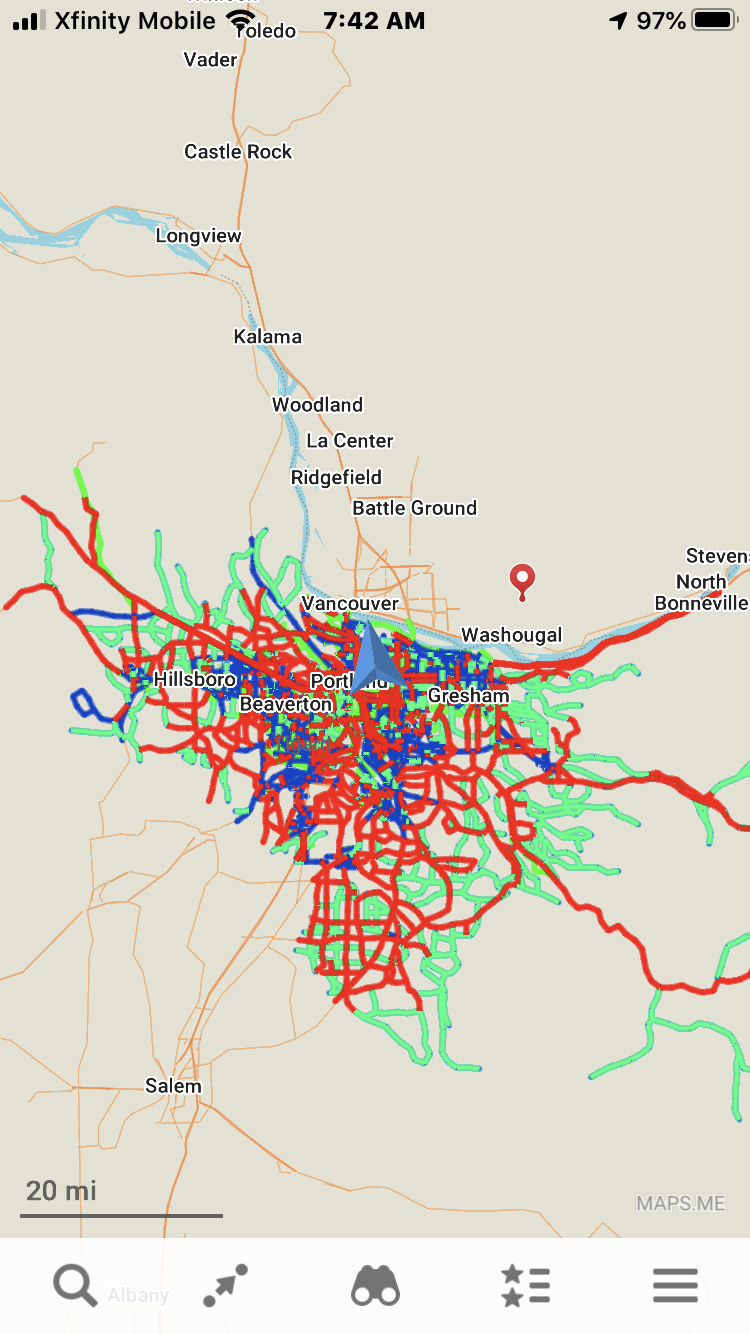 Xfinity Mobile 7:42 AM 97%
Toledo
Vader
Castle Rock
Longview
Kalama
Woodland
La Center
Ridgefield
Battle Ground
Stevens
North
Bonneville
Vancouver
Washougal
Hillsboro
Portland
Gresham
Beaverton
Salem
20 mi
MAPS.ME
Albany